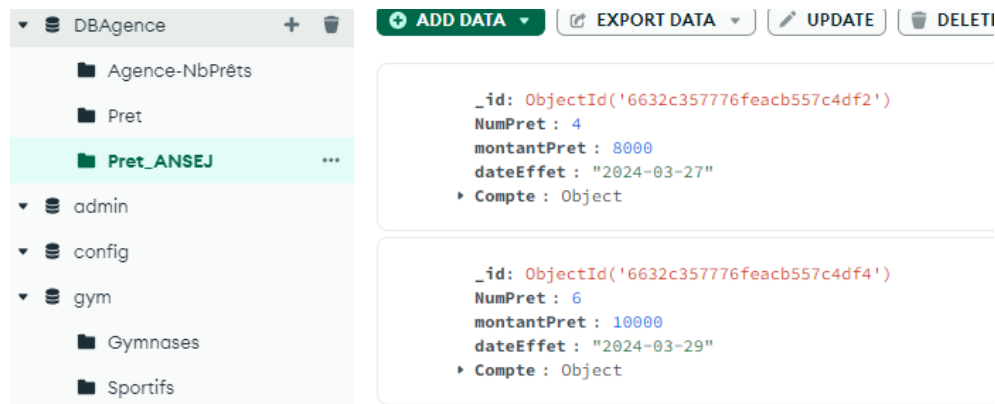 DBAgence
Agence-NbPrêts
Pret
Pret_ANSEJ
admin
config
gym
Gymnases
Sportifs
ADD DATA EXPORT DATA UPDATE DELETE
_id: ObjectId('6632c357776feacb557c4df2')
NumPret : 4
montantPret : 8000
dateEffet : "2024-03-27"
Compte : Object
_id: ObjectId('6632c357776feacb557c4df4')
NumPret : 6
montantPret : 10000
dateEffet : "2024-03-29"
Compte : Object